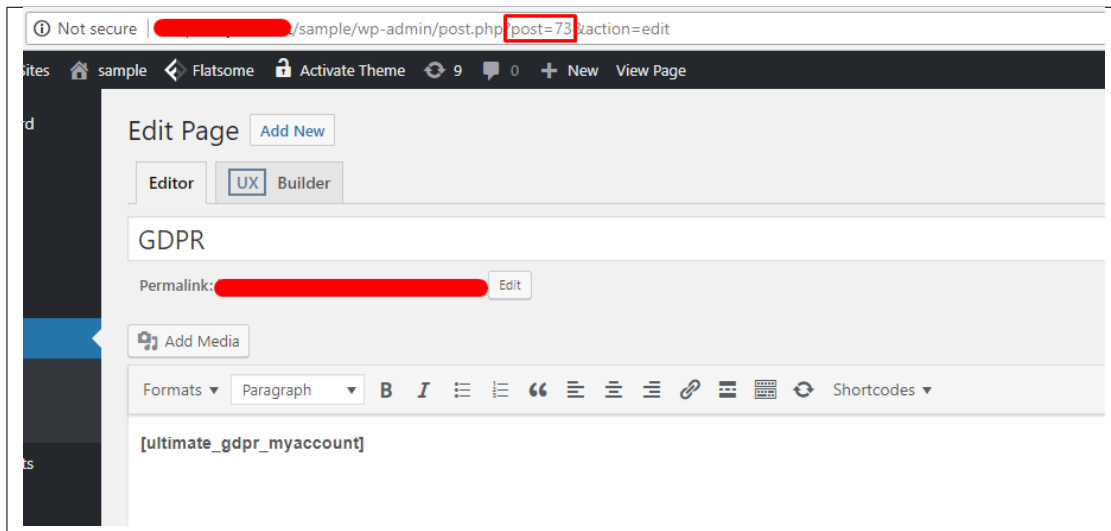 Not secure /sample/wp-admin/post.php?post=73&action=edit
Sites sample Flatsome Activate Theme 9 0 New View Page
rd
Edit Page Add New
Editor UX Builder
GDPR
Permalink: Edit
Add Media
Formats Paragraph B I Shortcodes
[ultimate_gdpr_myaccount]
ts